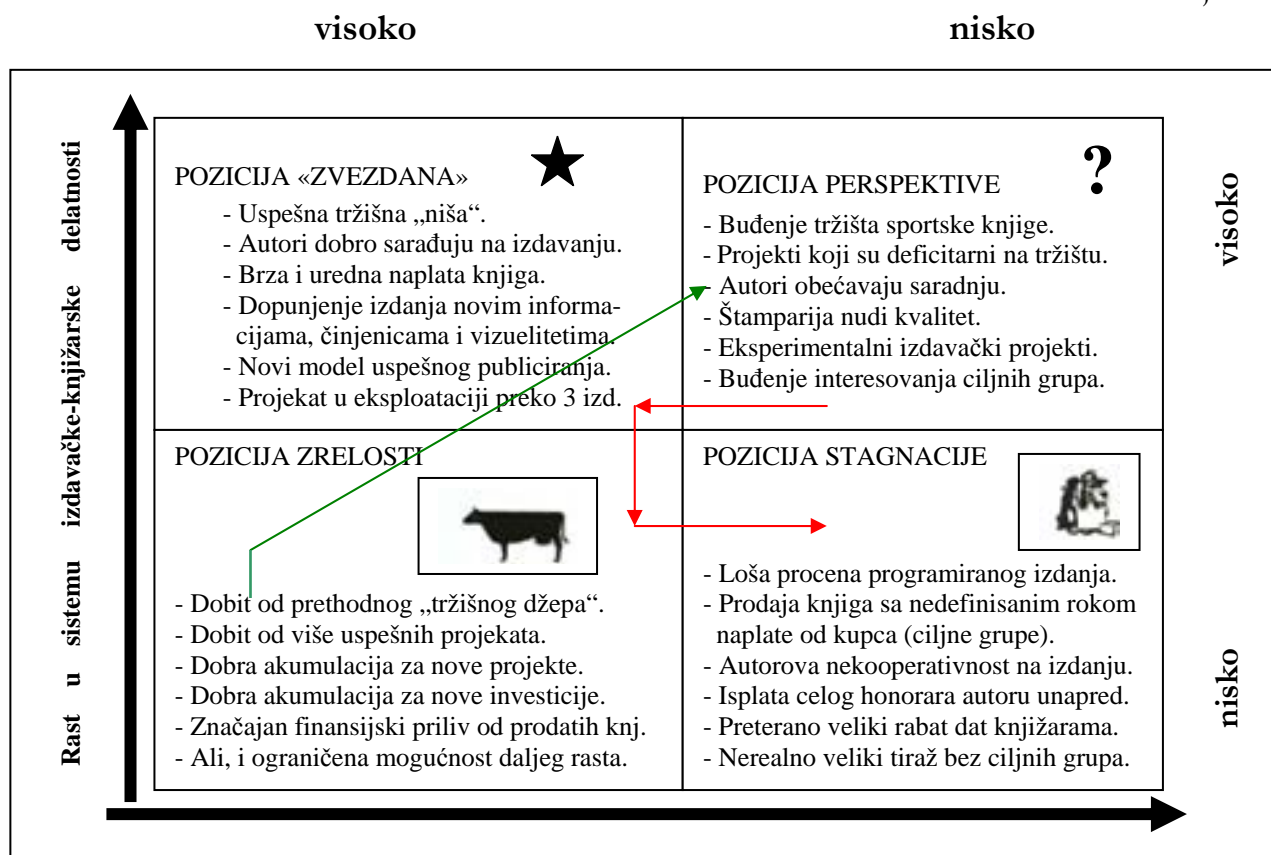 visoko
nisko
Rast u sistemu izdavačke-knjižarske delatnosti
POZICIJA «ZVEZDANA»
- Uspešna tržišna „niša“.
- Autori dobro sarađuju na izdavanju.
- Brza i uredna naplata knjiga.
- Dopunjenje izdanja novim informa-
cijama, činjenicama i vizuelitetima.
- Novi model uspešnog publiciranja.
- Projekat u eksploataciji preko 3 izd.
?
POZICIJA PERSPEKTIVE
- Buđenje tržišta sportske knjige.
- Projekti koji su deficitarni na tržištu.
- Autori obećavaju saradnju.
- Štamparija nudi kvalitet.
- Eksperimentalni izdavački projekti.
- Buđenje interesovanja ciljnih grupa.
visoko
POZICIJA ZRELOSTI
- Dobit od prethodnog „tržišnog džepa“.
- Dobit od više uspešnih projekata.
- Dobra akumulacija za nove projekte.
- Dobra akumulacija za nove investicije.
- Značajan finansijski priliv od prodatih knj.
- Ali, i ograničena mogućnost daljeg rasta.
POZICIJA STAGNACIJE
- Loša procena programiranog izdanja.
- Prodaja knjiga sa nedefinisanim rokom
naplate od kupca (ciljne grupe).
- Autorova nekooperativnost na izdanju.
- Isplata celog honorara autoru unapred.
- Preterano veliki rabat dat knjižarama.
- Nerealno veliki tiraž bez ciljnih grupa.
nisko